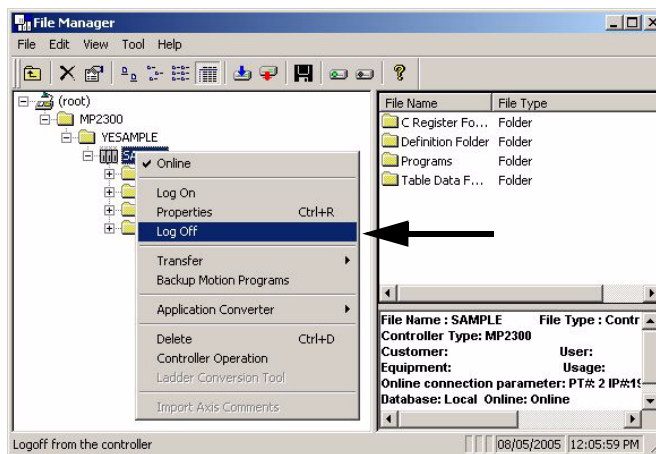 File Manager
File Edit View Tool Help
(root)
MP2300
YESAMPLE
Online
Log On
Properties Ctrl+R
Log Off
Transfer
Backup Motion Programs
Application Converter
Delete Ctrl+D
Controller Operation
Ladder Conversion Tool
Import Axis Comments
File Name File Type
C Register Fo... Folder
Definition Folder Folder
Programs Folder
Table Data F... Folder
File Name : SAMPLE File Type : Contr
Controller Type: MP2300
Customer: User:
Equipment: Usage:
Online connection parameter: PT#: 2 IP#:19
Database: Local Online: Online
Logoff from the controller 08/05/2005 12:05:59 PM